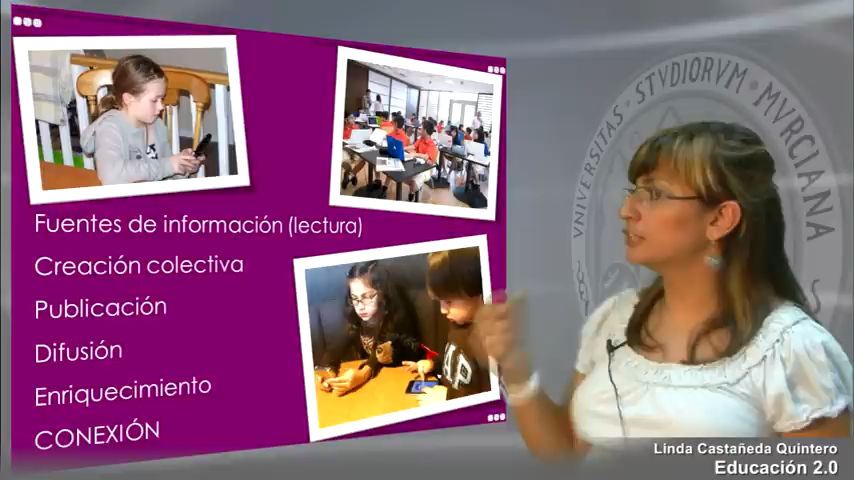 Fuentes de información (lectura)
Creación colectiva
Publicación
Difusión
Enriquecimiento
CONEXIÓN
VNIVERSITAS · STVDIORVM · MVRCIANA
AP
Linda Castañeda Quintero
Educación 2.0